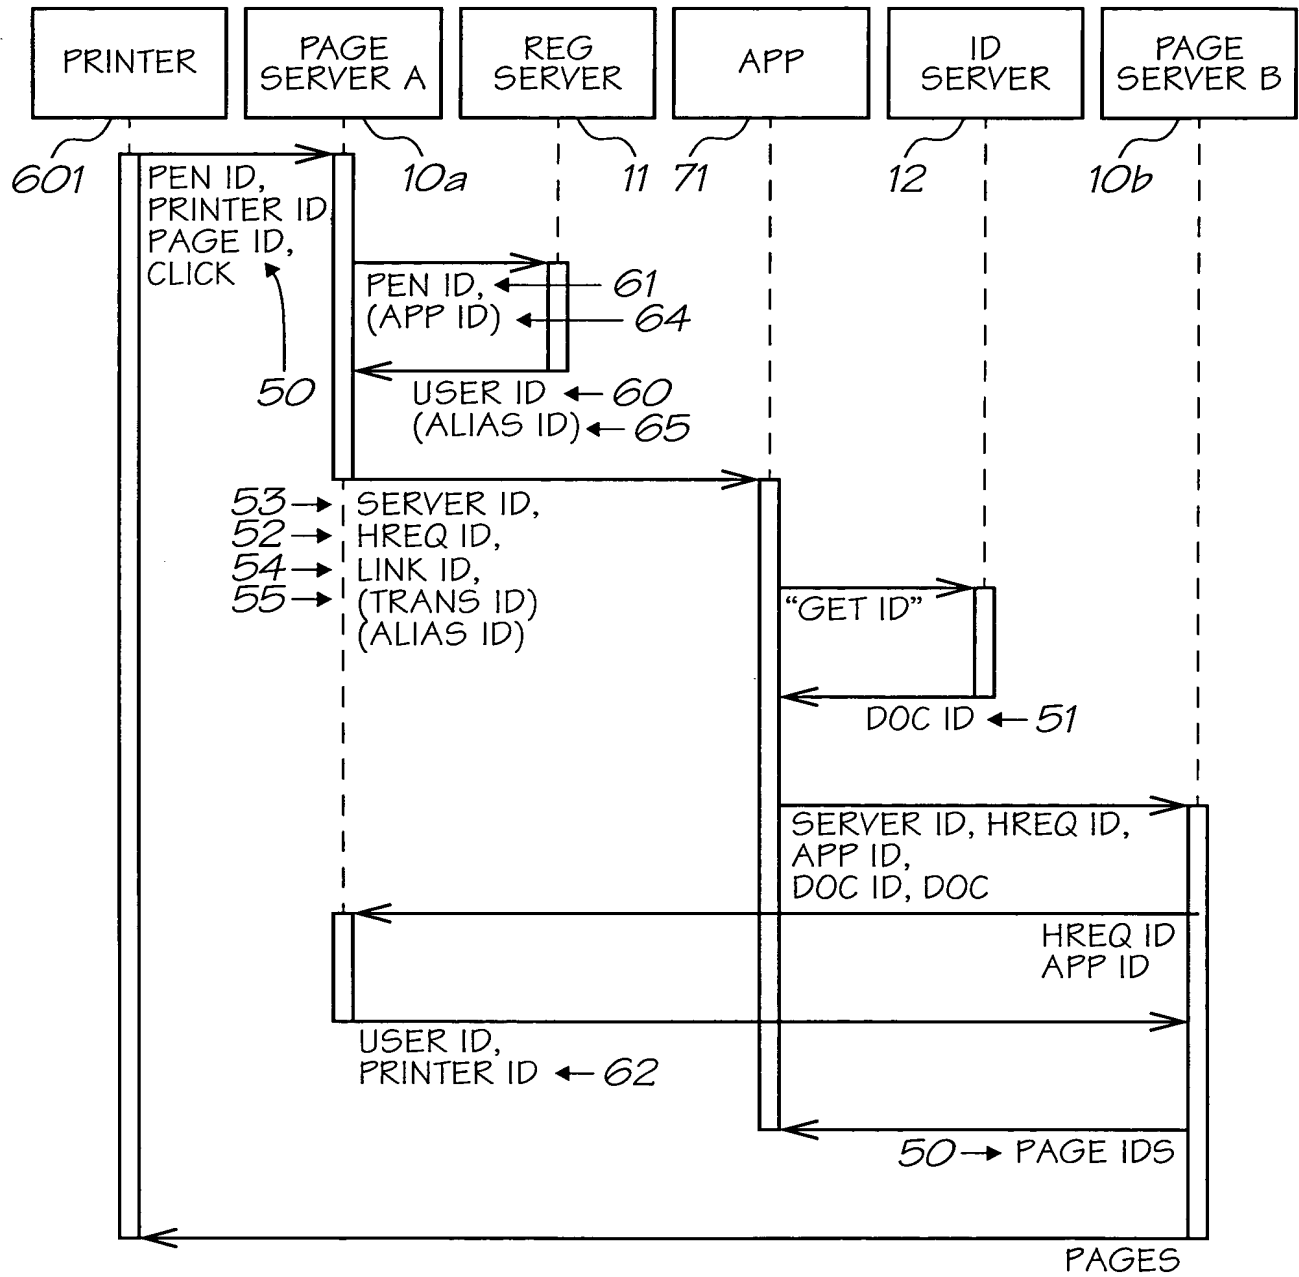 PRINTER
PAGE
SERVER A
REG
SERVER
APP
ID
SERVER
PAGE
SERVER B
601
10a
11
71
12
10b
PEN ID,
PRINTER ID
PAGE ID,
CLICK
50
PEN ID,
61
(APP ID)
64
USER ID
60
(ALIAS ID)
65
53
SERVER ID,
52
HREQ ID,
54
LINK ID,
55
(TRANS ID)
(ALIAS ID)
“GET ID”
DOC ID
51
SERVER ID, HREQ ID,
APP ID,
DOC ID, DOC
HREQ ID
APP ID
USER ID,
PRINTER ID
62
50
PAGE IDS
PAGES